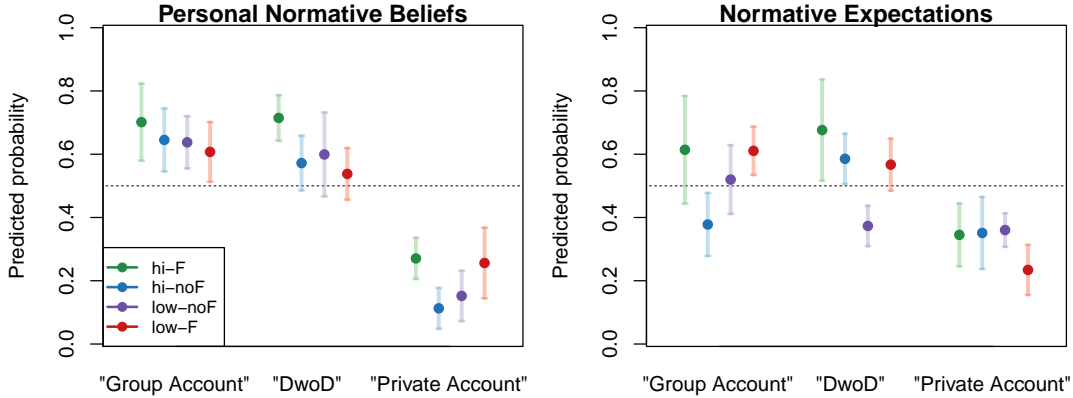 Personal Normative Beliefs
Predicted probability
1.0
0.8
0.6
0.4
0.2
0.0
hi−F
hi−noF
low−noF
low−F
"Group Account" "DwoD" "Private Account"
Normative Expectations
Predicted probability
1.0
0.8
0.6
0.4
0.2
0.0
"Group Account" "DwoD" "Private Account"